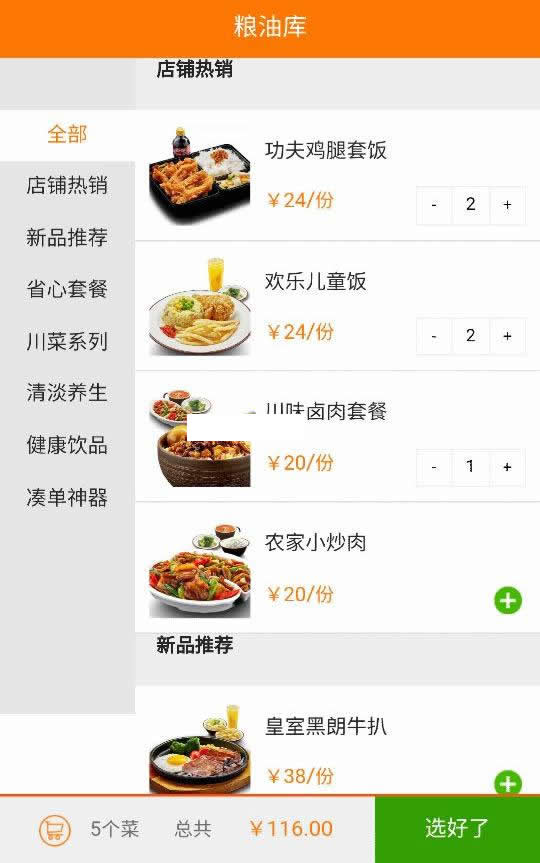 粮油库
店铺热销
全部
店铺热销
新品推荐
省心套餐
川菜系列
清淡养生
健康饮品
凑单神器
功夫鸡腿套饭
￥24/份
- 2 +
欢乐儿童饭
￥24/份
- 2 +
川味卤肉套餐
￥20/份
- 1 +
农家小炒肉
￥20/份
新品推荐
皇室黑朗牛扒
￥38/份
5个菜 总共 ￥116.00 选好了